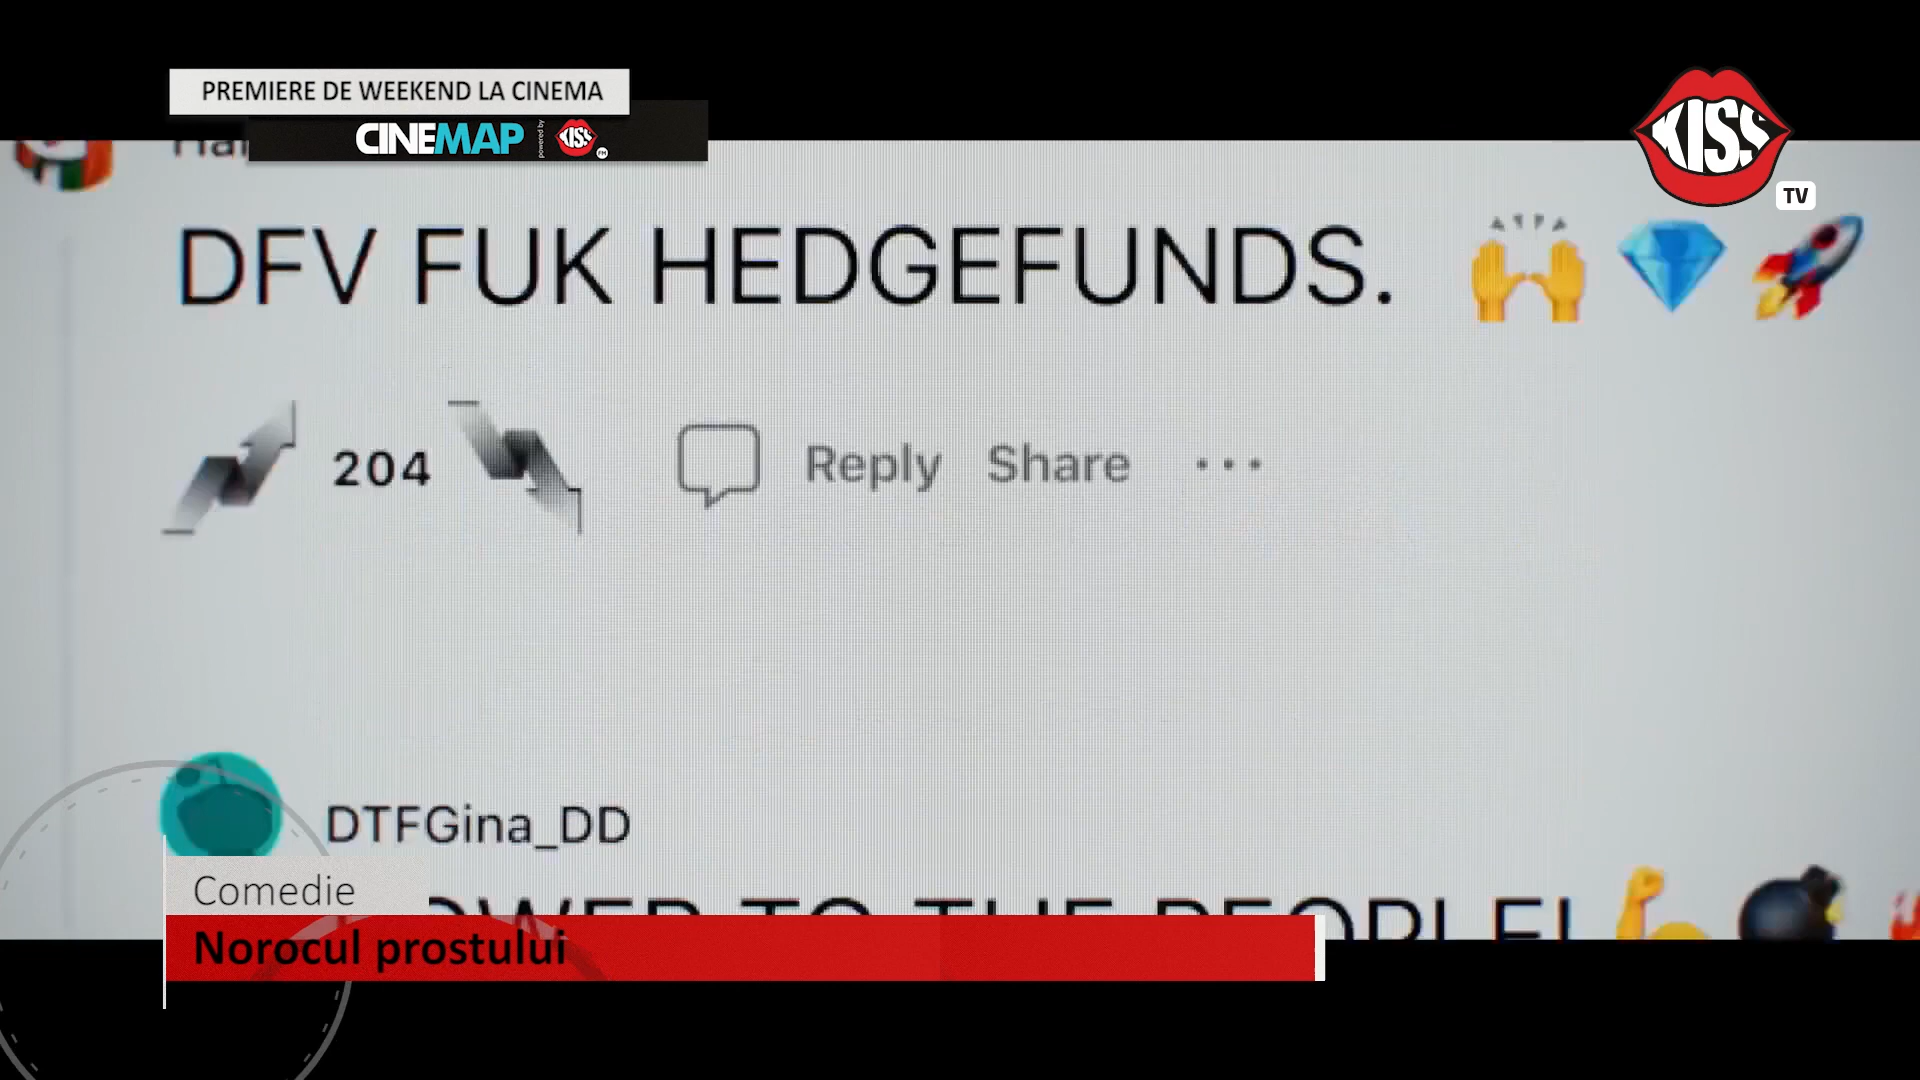 PREMIERE DE WEEKEND LA CINEMA
CINEMAP powered by KISS FM
KISS
TV
DFV FUK HEDGEFUNDS.
204 Reply Share
DTFGina_DD
Comedie
OWER TO THE PEOPLE!
Norocul prostului